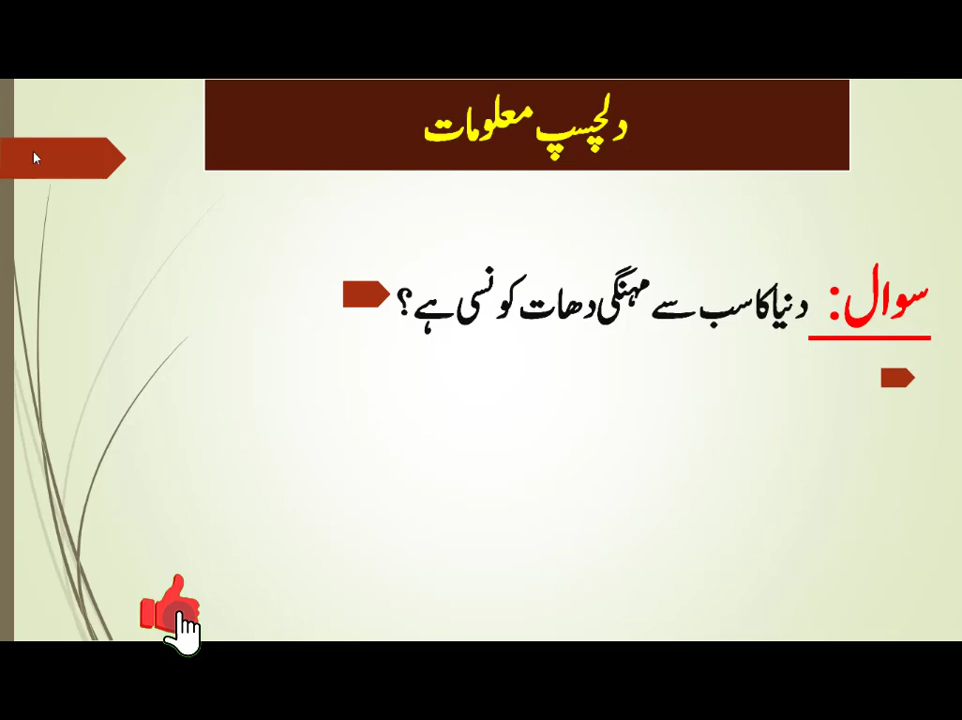 دلچسپ معلومات
سوال: دنیا کا سب سے مہنگی دھات کونسی ہے؟